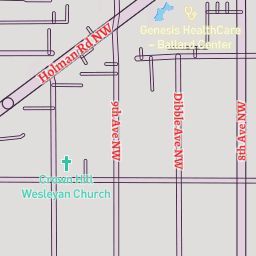 Genesis HealthCare
– Ballard Center
Holman Rd NW
9th Ave NW
Dibble Ave NW
8th Ave NW
Crown Hill
Wesleyan Church